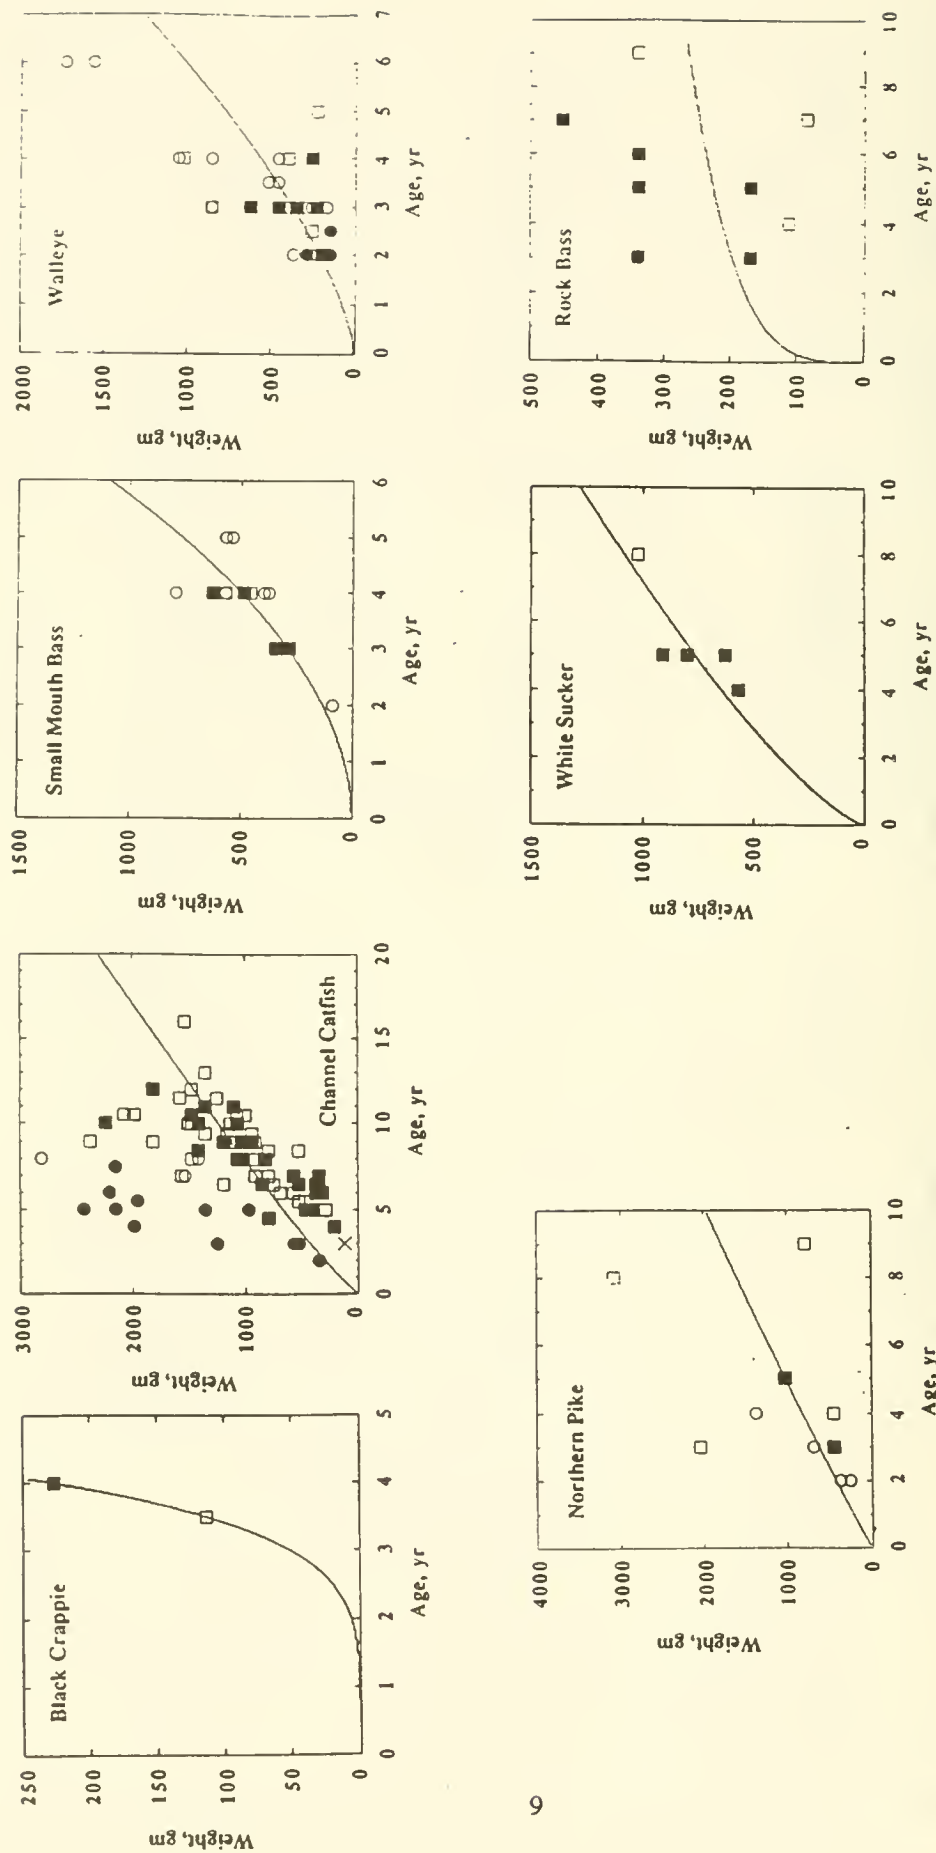 Black Crappie
250
200
150
100
50
0
Weight, gm
0 1 2 3 4 5
Age, yr
Channel Catfish
3000
2000
1000
0
Weight, gm
0 5 10 15 20
Age, yr
Small Mouth Bass
1500
1000
500
0
Weight, gm
0 1 2 3 4 5 6
Age, yr
Walleye
2000
1500
1000
500
0
Weight, gm
0 1 2 3 4 5 6 7
Age, yr
Northern Pike
4000
3000
2000
1000
0
Weight, gm
0 2 4 6 8 10
Age, yr
White Sucker
1500
1000
500
0
Weight, gm
0 2 4 6 8 10
Age, yr
Rock Bass
500
400
300
200
100
0
Weight, gm
0 2 4 6 8 10
Age, yr
9